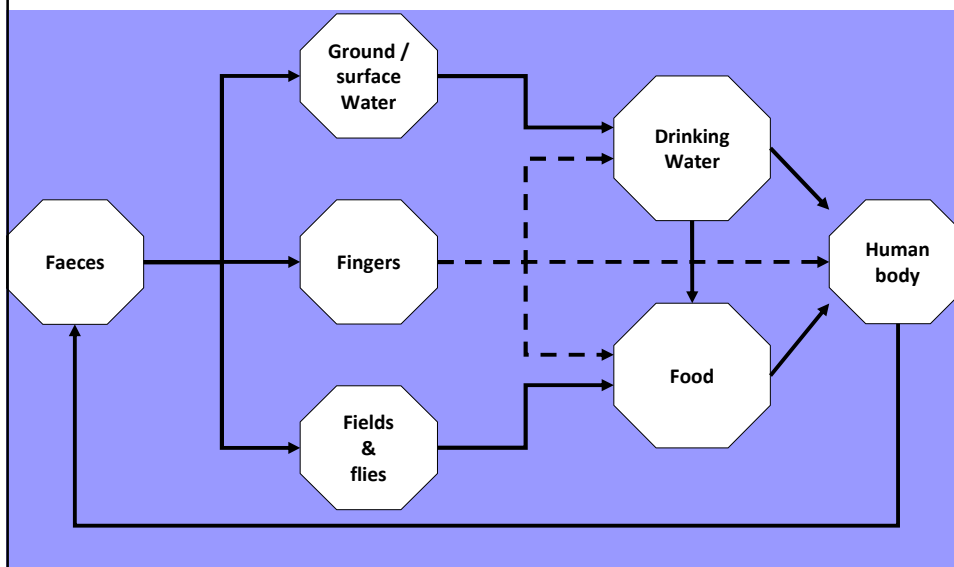 Ground /
surface
Water
Drinking
Water
Faeces
Fingers
Human
body
Food
Fields
&
flies